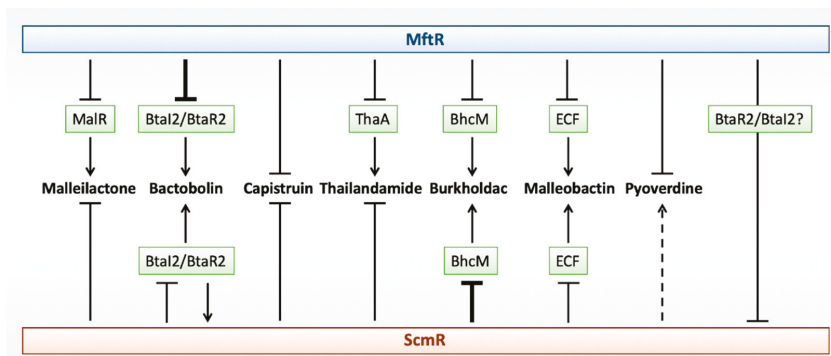 MftR
MalR BtaI2/BtaR2 ThaA BhcM ECF BtaR2/BtaI2?
Malleilactone Bactobolin Capistruin Thailandamide Burkholdac Malleobactin Pyoverdine
BtaI2/BtaR2 BhcM ECF
ScmR